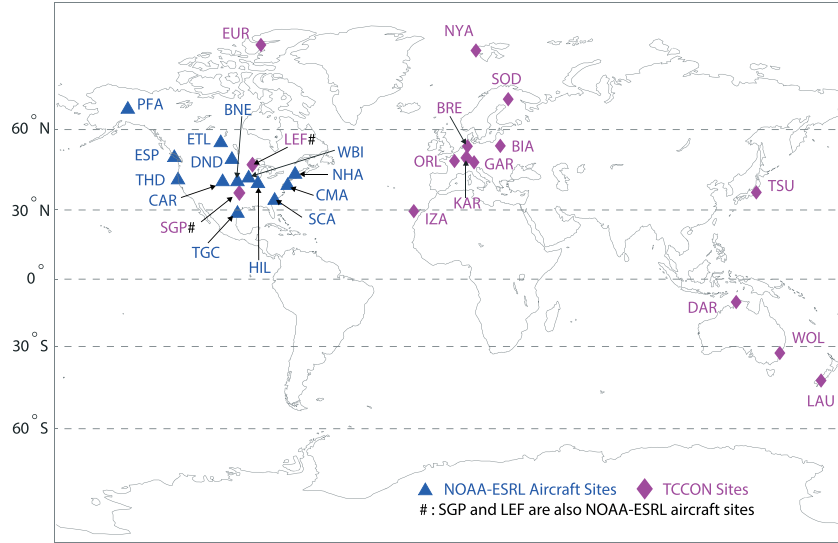 EUR
NYA
SOD
PFA
BNE
BRE
60° N
ETL
LEF#
BIA
ESP
DND
WBI
ORL
GAR
THD
NHA
TSU
CAR
CMA
KAR
30° N
SGP#
SCA
IZA
TGC
HIL
0°
DAR
WOL
30° S
LAU
60° S
NOAA-ESRL Aircraft Sites
TCCON Sites
# : SGP and LEF are also NOAA-ESRL aircraft sites